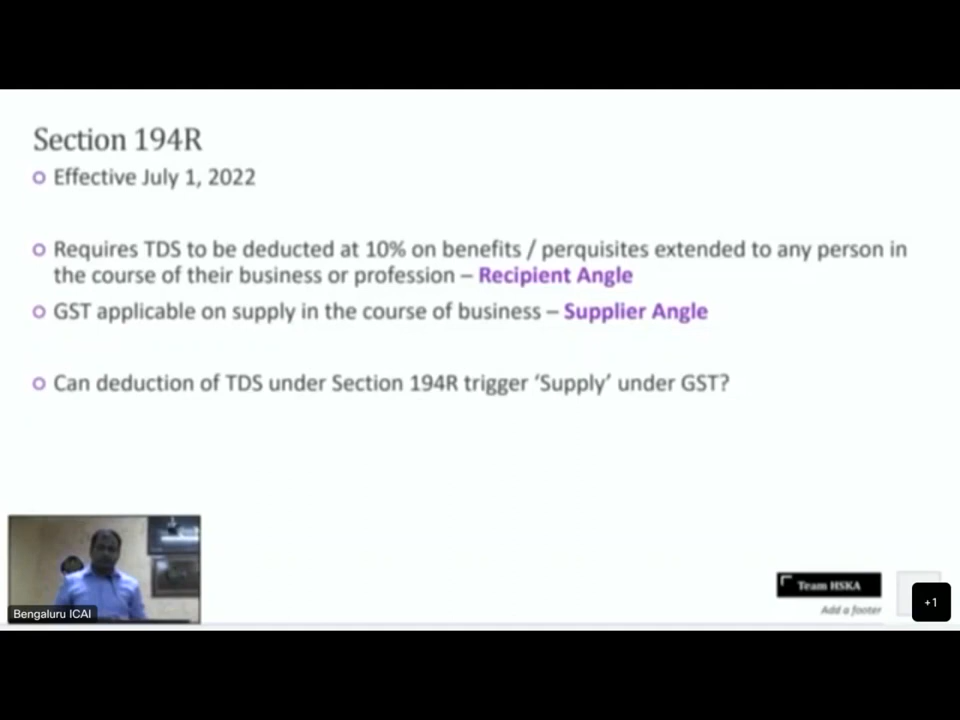 Section 194R
Effective July 1, 2022
Requires TDS to be deducted at 10% on benefits / perquisites extended to any person in
the course of their business or profession – Recipient Angle
GST applicable on supply in the course of business – Supplier Angle
Can deduction of TDS under Section 194R trigger ‘Supply’ under GST?
Bengaluru ICAI
Team HSKA
Add a footer
+1